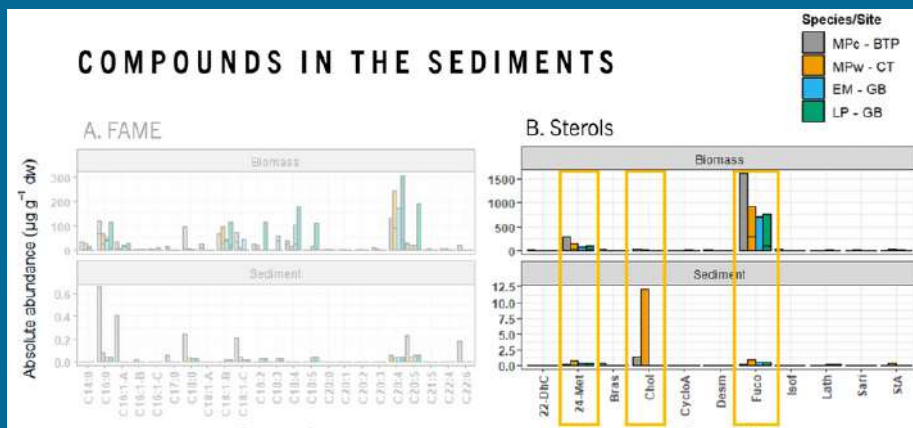 Species/Site
MPc - BTP
MPw - CT
EM - GB
LP - GB
COMPOUNDS IN THE SEDIMENTS
A. FAME
Biomass
300
200
100
0
Sediment
0.6
0.4
0.2
0.0
Absolute abundance (µg g⁻¹ dw)
C14:0
C16:0
C16:1-A
C16:1-B
C16:1-C
C17:0
C18:0
C18:1-A
C18:1-B
C18:1-C
C18:2
C18:3
C18:4
C18:5
C20:0
C20:1
C20:2
C20:3
C20:4
C20:5
C21:5
C22:4
C22:6
B. Sterols
Biomass
1500
1000
500
0
Sediment
12.5
10.0
7.5
5.0
2.5
0.0
22-DhC
24-Met
Bras
Chol
CycloA
Desm
Fuco
Isof
Lath
Sari
StA